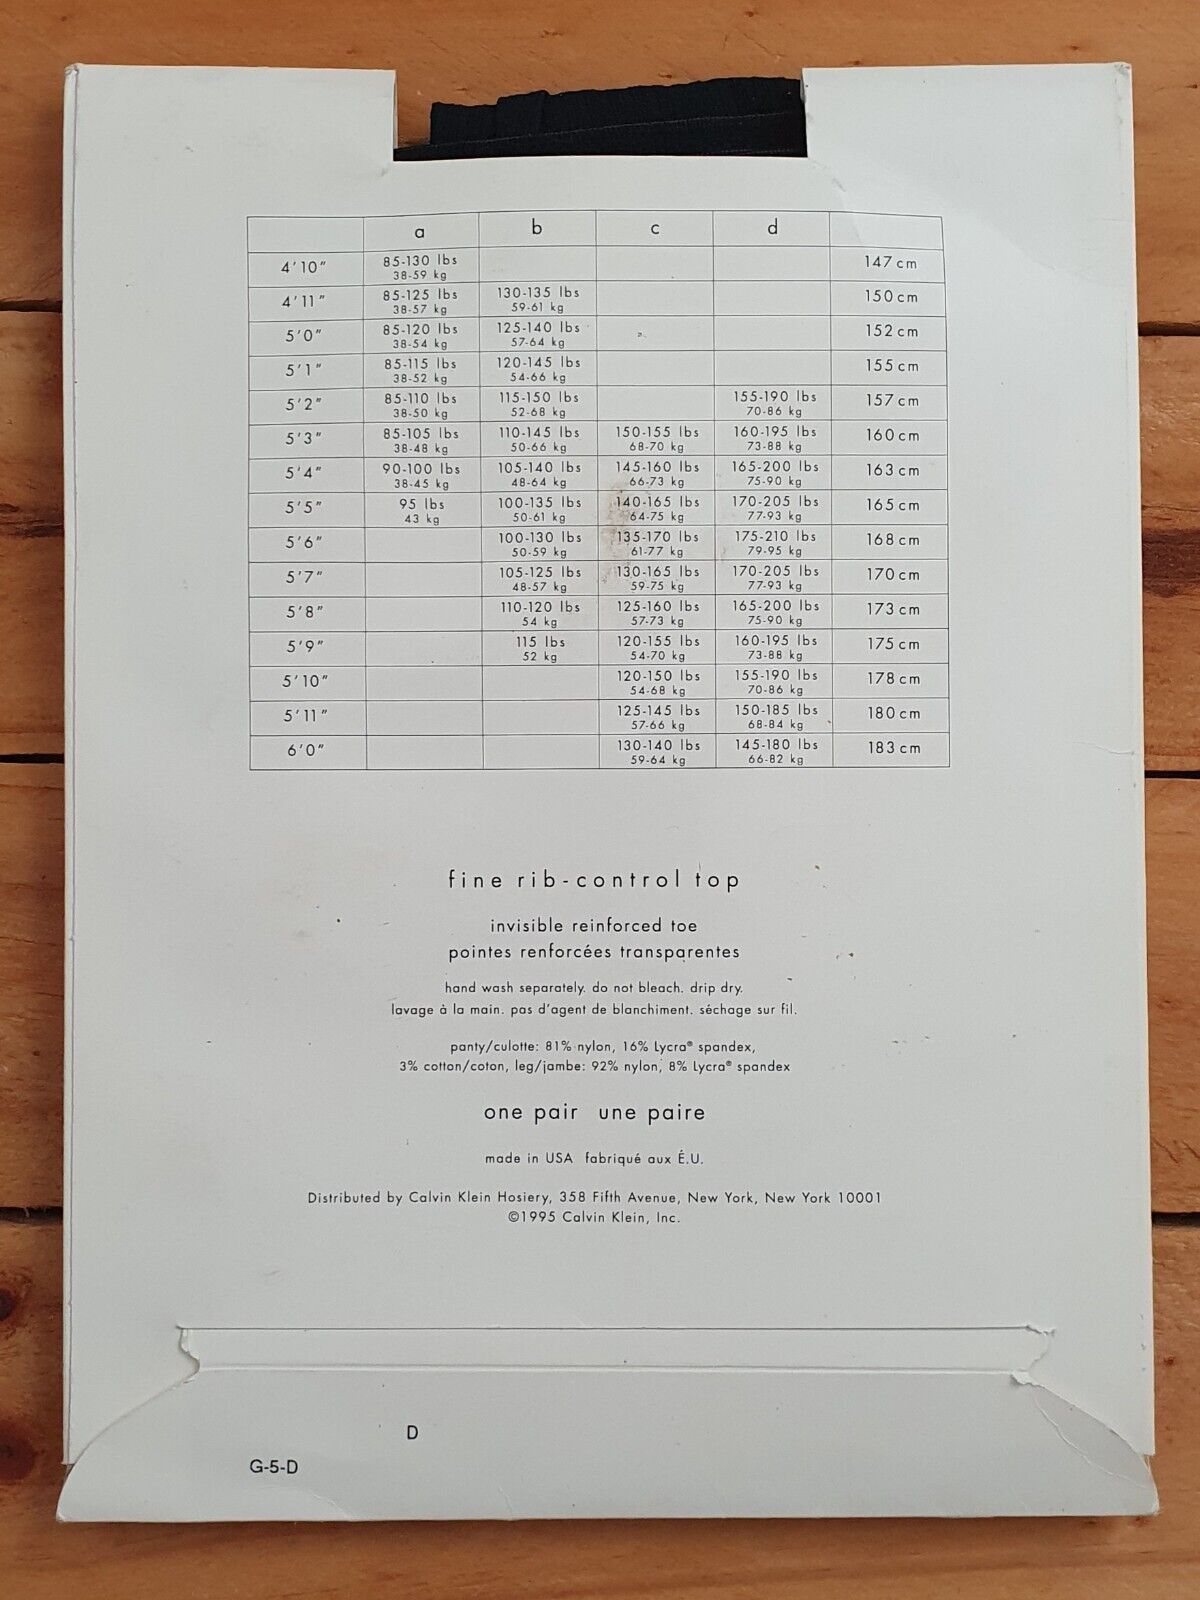 a b c d
4'10" 85-130 lbs 147 cm
38-59 kg
4'11" 85-125 lbs 130-135 lbs 150 cm
38-57 kg 59-61 kg
5'0" 85-120 lbs 125-140 lbs 152 cm
38-54 kg 57-64 kg
5'1" 85-115 lbs 120-145 lbs 155 cm
38-52 kg 54-66 kg
5'2" 85-110 lbs 115-150 lbs 155-190 lbs 157 cm
38-50 kg 52-68 kg 70-86 kg
5'3" 85-105 lbs 110-145 lbs 150-155 lbs 160-195 lbs 160 cm
38-48 kg 50-66 kg 68-70 kg 73-88 kg
5'4" 90-100 lbs 105-140 lbs 145-160 lbs 165-200 lbs 163 cm
38-45 kg 48-64 kg 66-73 kg 75-90 kg
5'5" 95 lbs 100-135 lbs 140-165 lbs 170-205 lbs 165 cm
43 kg 50-61 kg 64-75 kg 77-93 kg
5'6" 100-130 lbs 135-170 lbs 175-210 lbs 168 cm
50-59 kg 61-77 kg 79-95 kg
5'7" 105-125 lbs 130-165 lbs 170-205 lbs 170 cm
48-57 kg 59-75 kg 77-93 kg
5'8" 110-120 lbs 125-160 lbs 165-200 lbs 173 cm
54 kg 57-73 kg 75-90 kg
5'9" 115 lbs 120-155 lbs 160-195 lbs 175 cm
52 kg 54-70 kg 73-88 kg
5'10" 120-150 lbs 155-190 lbs 178 cm
54-68 kg 70-86 kg
5'11" 125-145 lbs 150-185 lbs 180 cm
57-66 kg 68-84 kg
6'0" 130-140 lbs 145-180 lbs 183 cm
59-64 kg 66-82 kg
fine rib-control top
invisible reinforced toe
pointes renforcées transparentes
hand wash separately. do not bleach. drip dry.
lavage à la main. pas d'agent de blanchiment. séchage sur fil.
panty/culotte: 81% nylon, 16% Lycra® spandex,
3% cotton/coton, leg/jambe: 92% nylon, 8% Lycra® spandex
one pair une paire
made in USA fabriqué aux É.U.
Distributed by Calvin Klein Hosiery, 358 Fifth Avenue, New York, New York 10001
©1995 Calvin Klein, Inc.
D
G-5-D